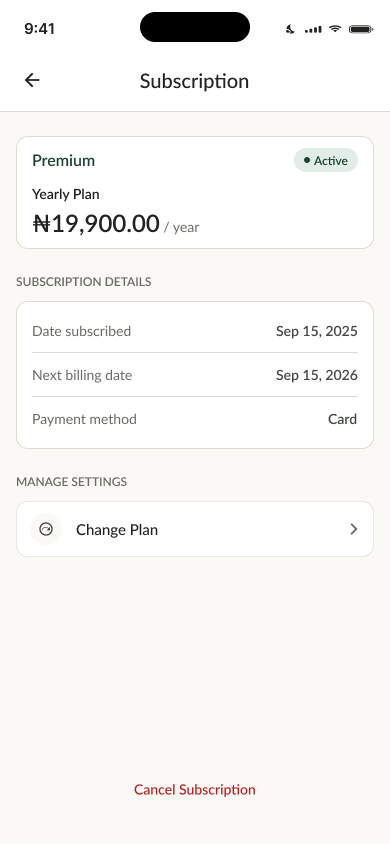 9:41
Subscription
Premium
Active
Yearly Plan
₦19,900.00 / year
SUBSCRIPTION DETAILS
Date subscribed Sep 15, 2025
Next billing date Sep 15, 2026
Payment method Card
MANAGE SETTINGS
Change Plan
Cancel Subscription